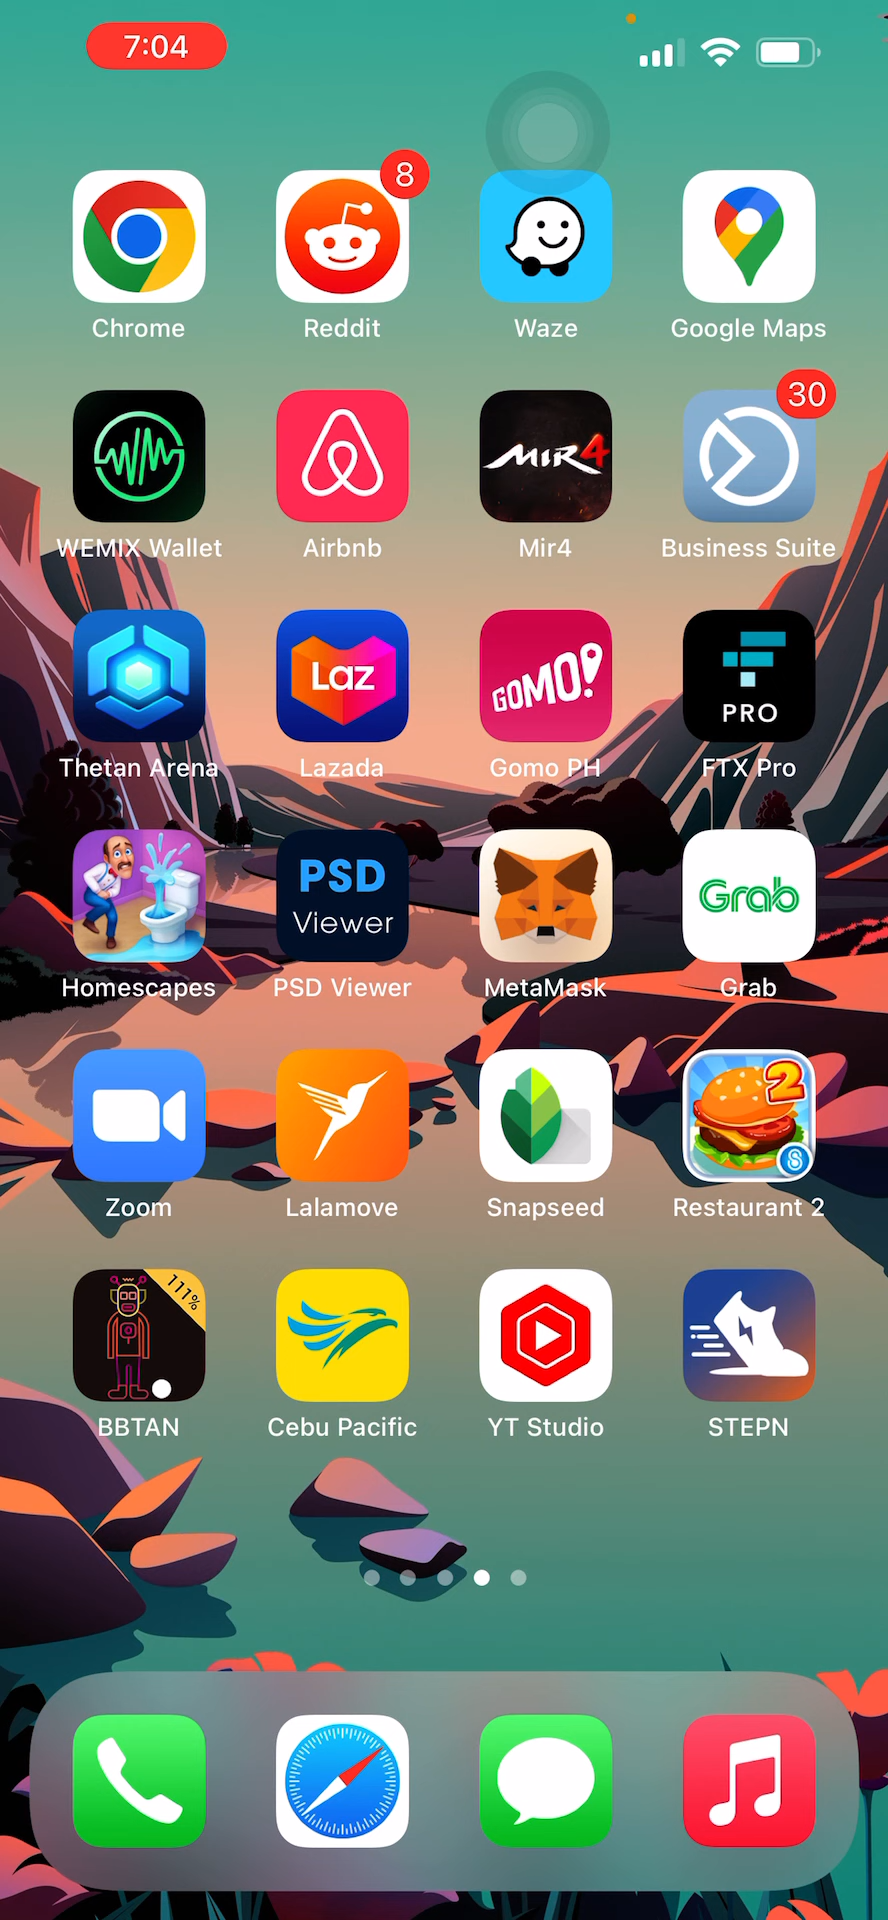 7:04
8
Chrome
Reddit
Waze
Google Maps
30
MIR4
WEMIX Wallet
Airbnb
Mir4
Business Suite
Laz
GOMO!
PRO
Thetan Arena
Lazada
Gomo PH
FTX Pro
PSD
Viewer
Grab
Homescapes
PSD Viewer
MetaMask
Grab
2
8
Zoom
Lalamove
Snapseed
Restaurant 2
111%
BBTAN
Cebu Pacific
YT Studio
STEPN